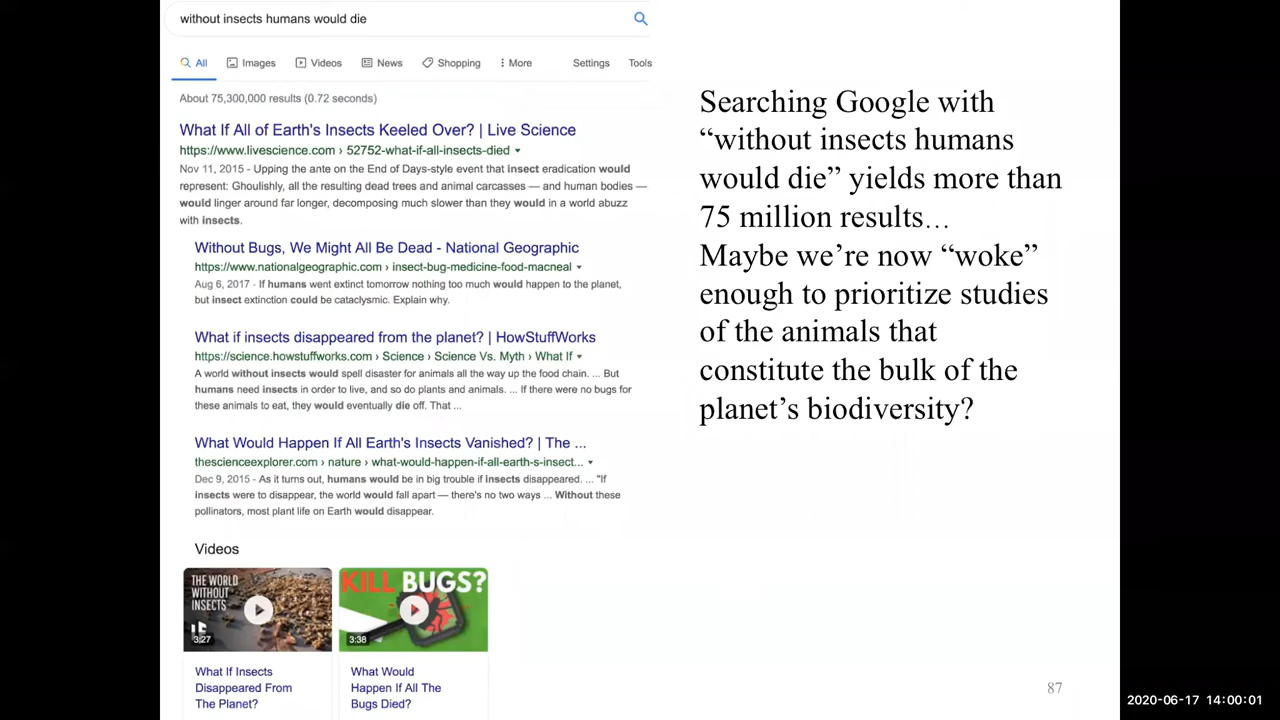 without insects humans would die
All Images Videos News Shopping More Settings Tools
About 75,300,000 results (0.72 seconds)
What If All of Earth's Insects Keeled Over? | Live Science
https://www.livescience.com › 52752-what-if-all-insects-died
Nov 11, 2015 - Upping the ante on the End of Days-style event that insect eradication would
represent: Ghoulishly, all the resulting dead trees and animal carcasses — and human bodies —
would linger around far longer, decomposing much slower than they would in a world abuzz
with insects.
Without Bugs, We Might All Be Dead - National Geographic
https://www.nationalgeographic.com › insect-bug-medicine-food-macneal
Aug 6, 2017 - If humans went extinct tomorrow nothing too much would happen to the planet,
but insect extinction could be cataclysmic. Explain why.
What if insects disappeared from the planet? | HowStuffWorks
https://science.howstuffworks.com › Science › Science Vs. Myth › What If
A world without insects would spell disaster for animals all the way up the food chain. ... But
humans need insects in order to live, and so do plants and animals. ... If there were no bugs for
these animals to eat, they would eventually die off. That ...
What Would Happen If All Earth's Insects Vanished? | The ...
thescienceexplorer.com › nature › what-would-happen-if-all-earth-s-insect...
Dec 9, 2015 - As it turns out, humans would be in big trouble if insects disappeared. ... "If
insects were to disappear, the world would fall apart — there's no two ways ... Without these
pollinators, most plant life on Earth would disappear.
Videos
THE WORLD
WITHOUT
INSECTS
3:27
KILL BUGS?
3:38
What If Insects
Disappeared From
The Planet?
What Would
Happen If All The
Bugs Died?
Searching Google with
“without insects humans
would die” yields more than
75 million results…
Maybe we’re now “woke”
enough to prioritize studies
of the animals that
constitute the bulk of the
planet’s biodiversity?
87
2020-06-17 14:00:01